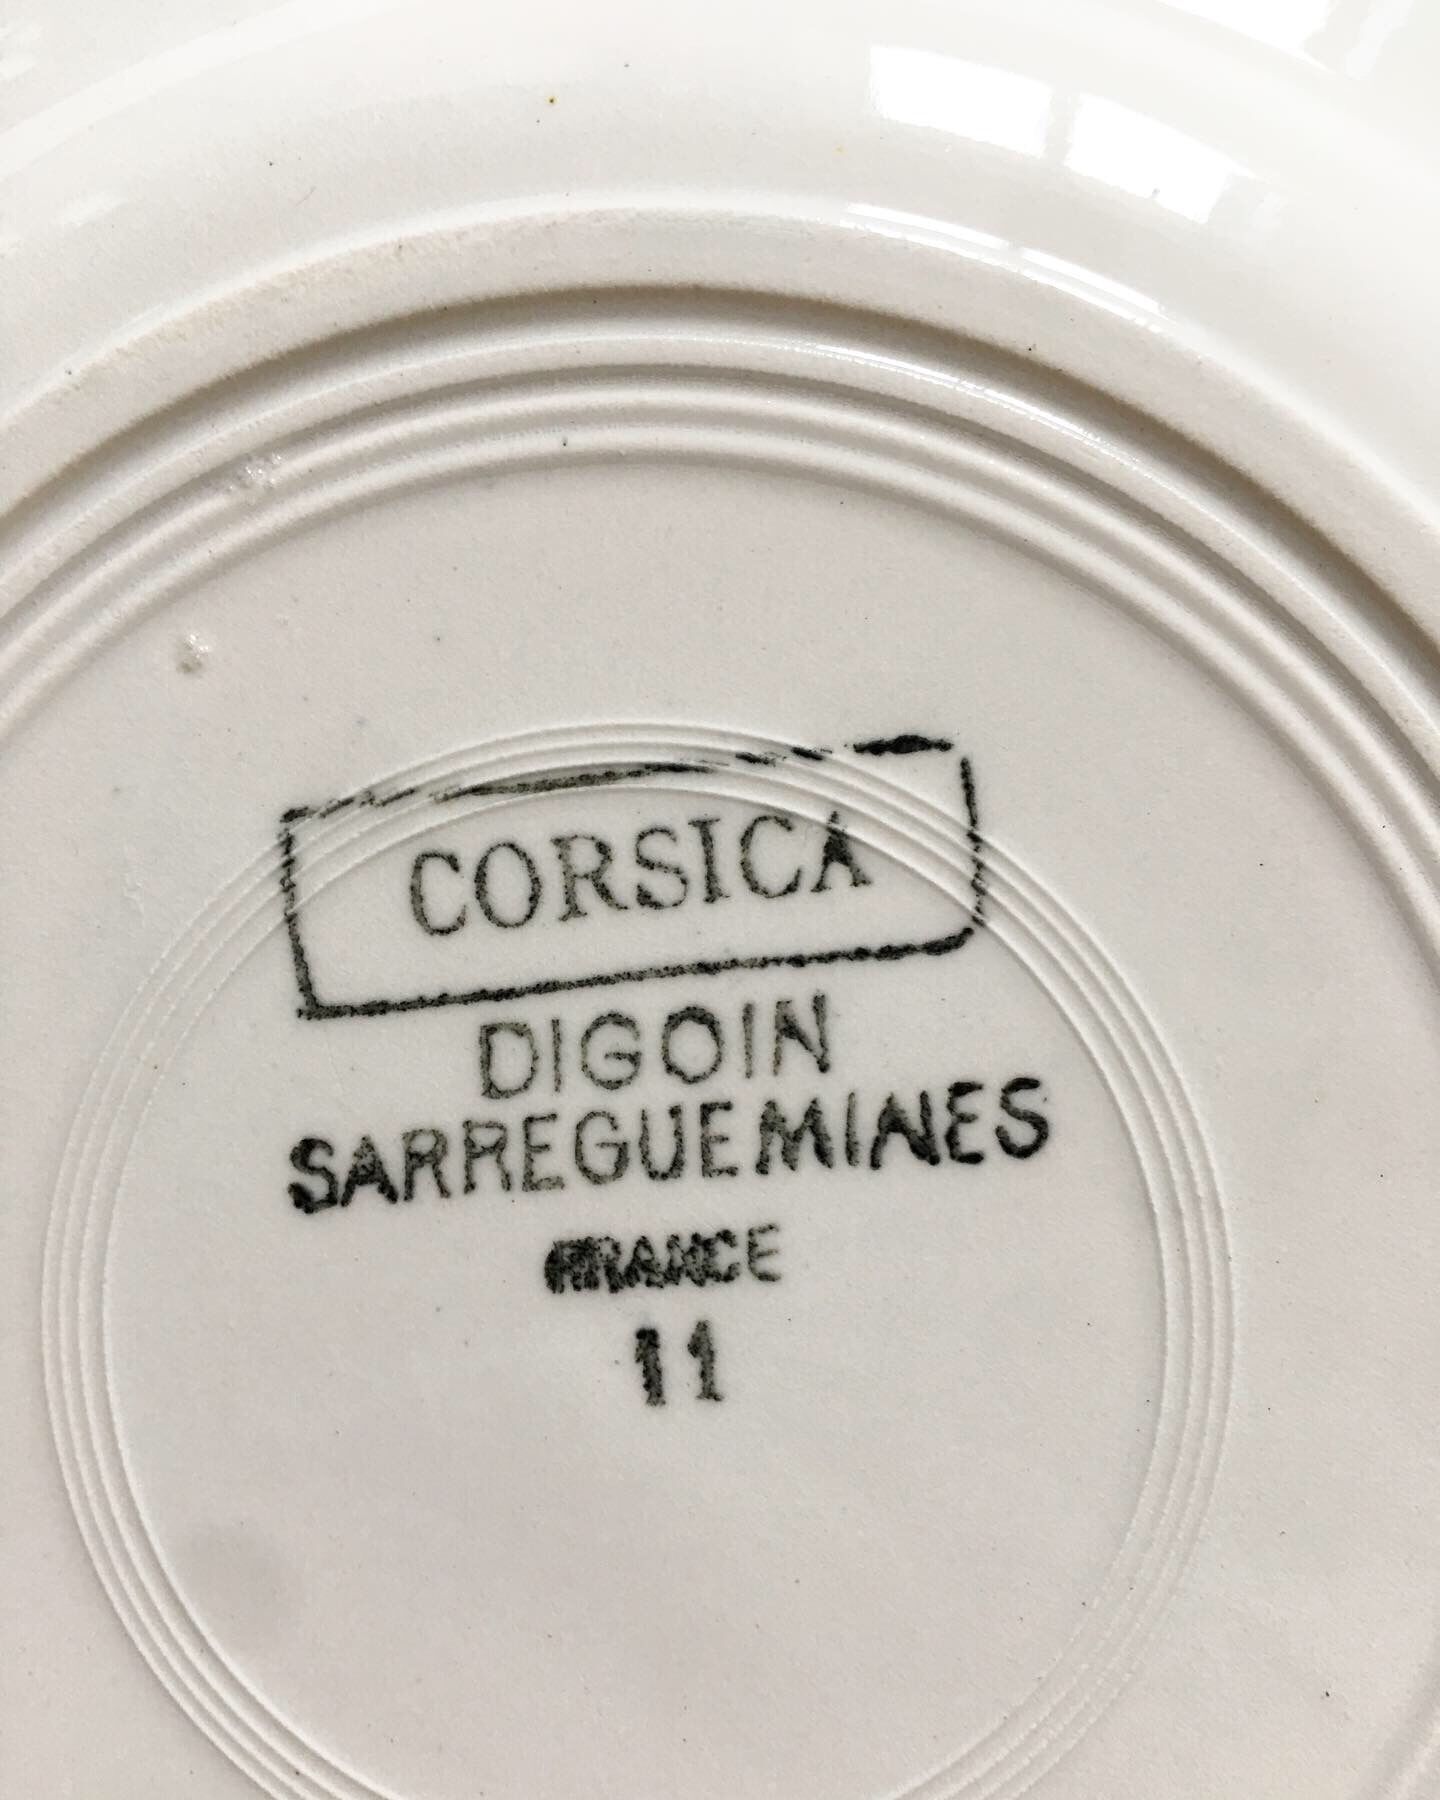 CORSICA
DIGOIN
SARREGUEMINES
FRANCE
11